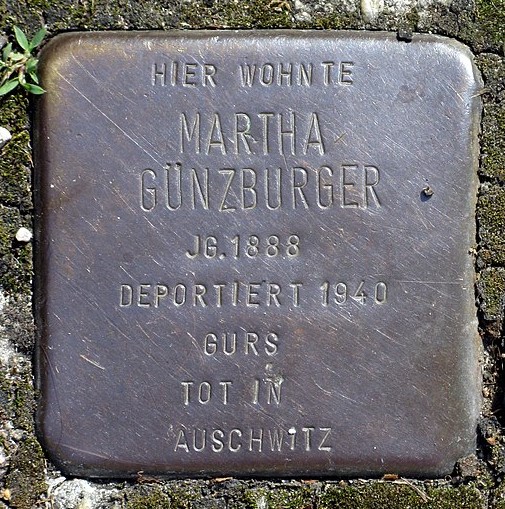 HIER WOHNTE
MARTHA
GÜNZBURGER
JG. 1888
DEPORTIERT 1940
GURS
TOT IN
AUSCHWITZ